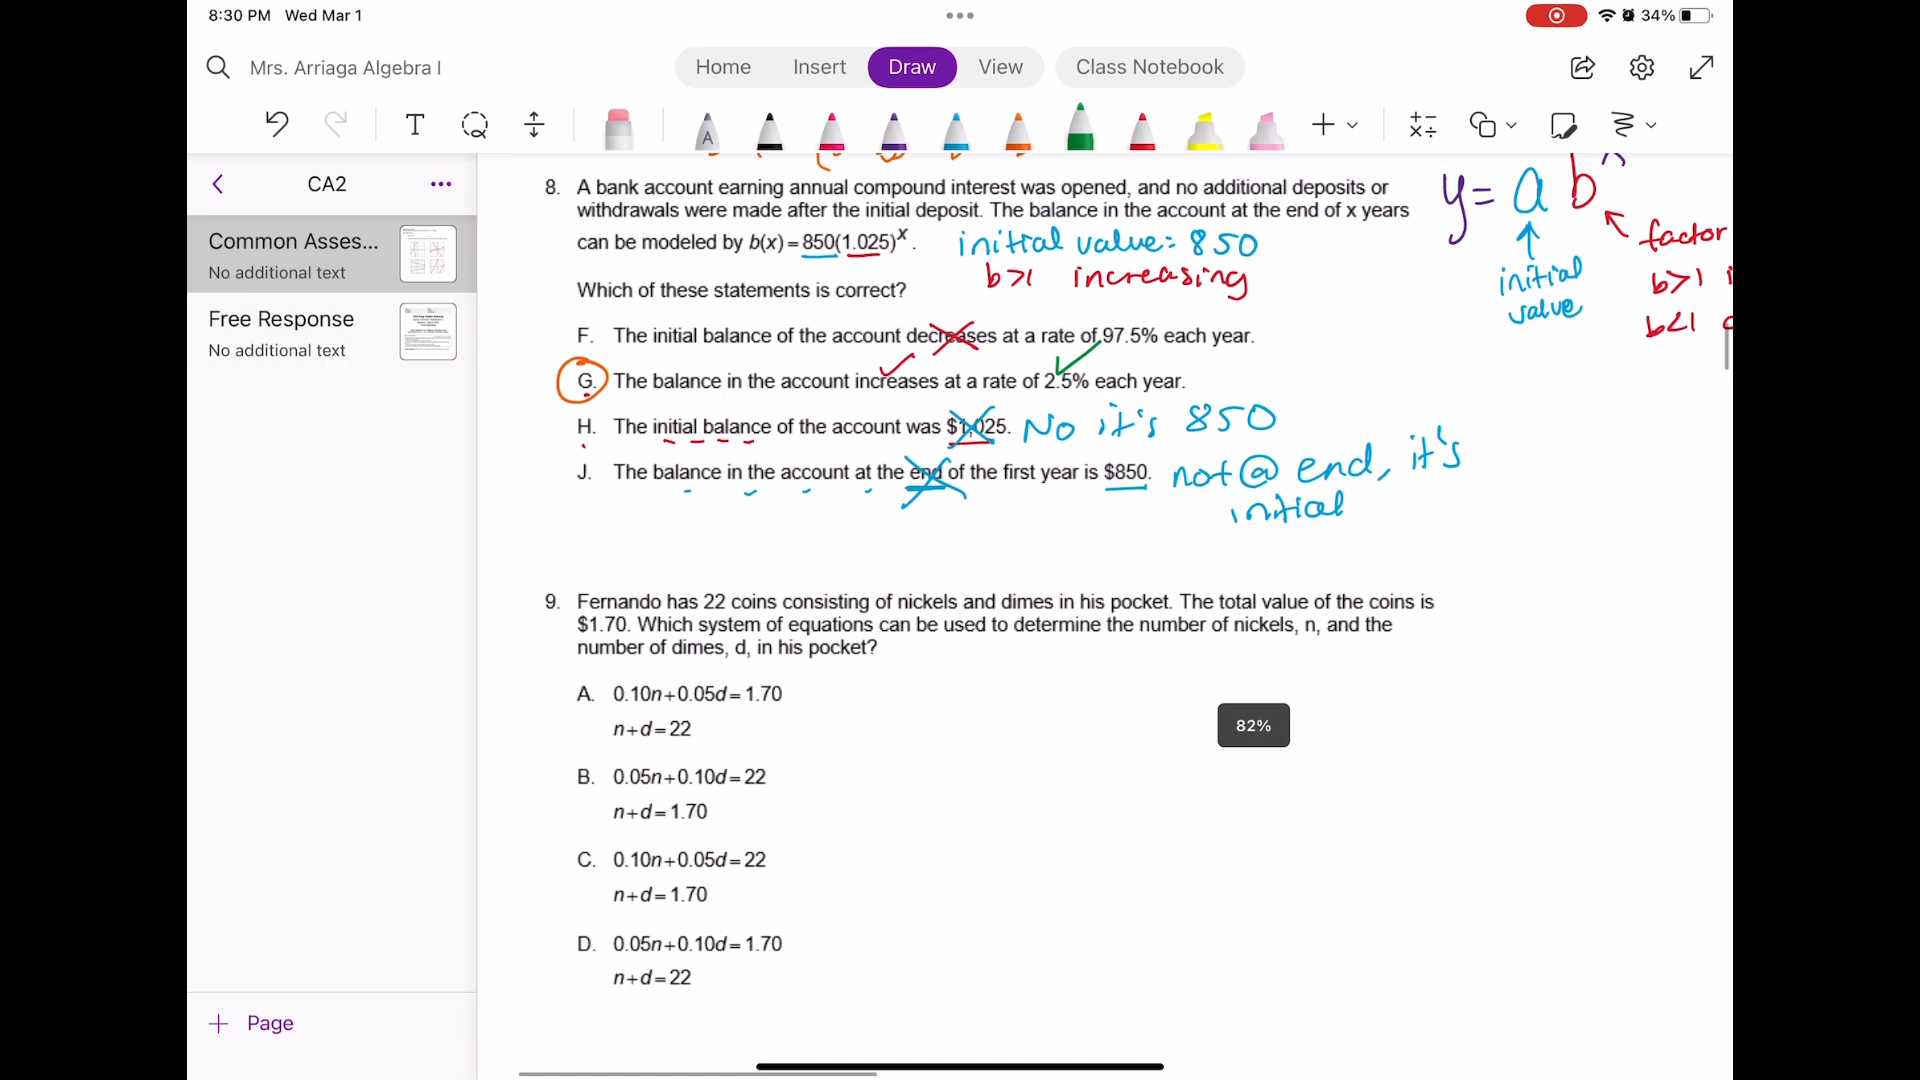 8:30 PM Wed Mar 1
34%
Mrs. Arriaga Algebra I
Home Insert Draw View Class Notebook
T
A
CA2
Common Asses...
No additional text
Free Response
No additional text
+ Page
8. A bank account earning annual compound interest was opened, and no additional deposits or
withdrawals were made after the initial deposit. The balance in the account at the end of x years
can be modeled by b(x) = 850(1.025)^x.
initial value: 850
b>1 increasing
Which of these statements is correct?
F. The initial balance of the account decreases at a rate of 97.5% each year.
G. The balance in the account increases at a rate of 2.5% each year.
H. The initial balance of the account was $1,025. No it's 850
J. The balance in the account at the end of the first year is $850. not @ end, it's
initial
y = a b^x
factor
initial
value
b>1
b<1
9. Fernando has 22 coins consisting of nickels and dimes in his pocket. The total value of the coins is
$1.70. Which system of equations can be used to determine the number of nickels, n, and the
number of dimes, d, in his pocket?
A. 0.10n+0.05d=1.70
n+d=22
B. 0.05n+0.10d=22
n+d=1.70
C. 0.10n+0.05d=22
n+d=1.70
D. 0.05n+0.10d=1.70
n+d=22
82%